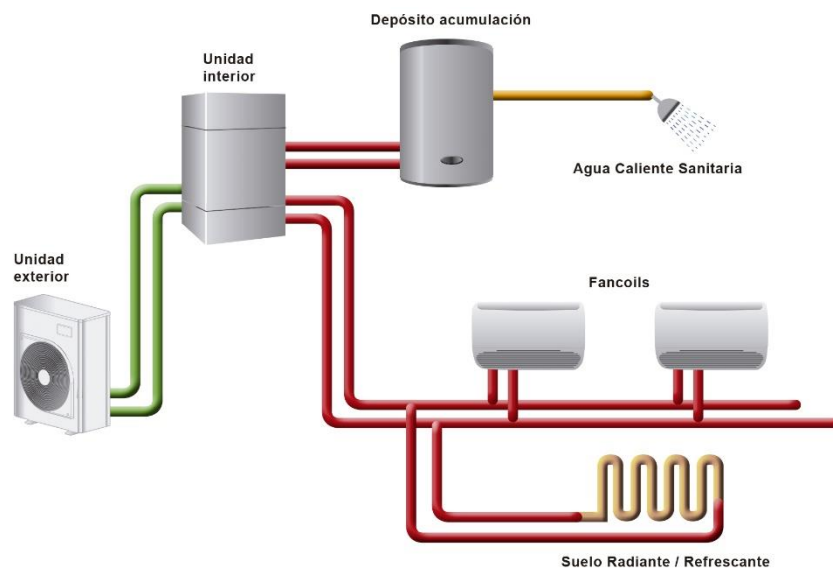 Depósito acumulación
Unidad
interior
Agua Caliente Sanitaria
Unidad
exterior
Fancoils
Suelo Radiante / Refrescante